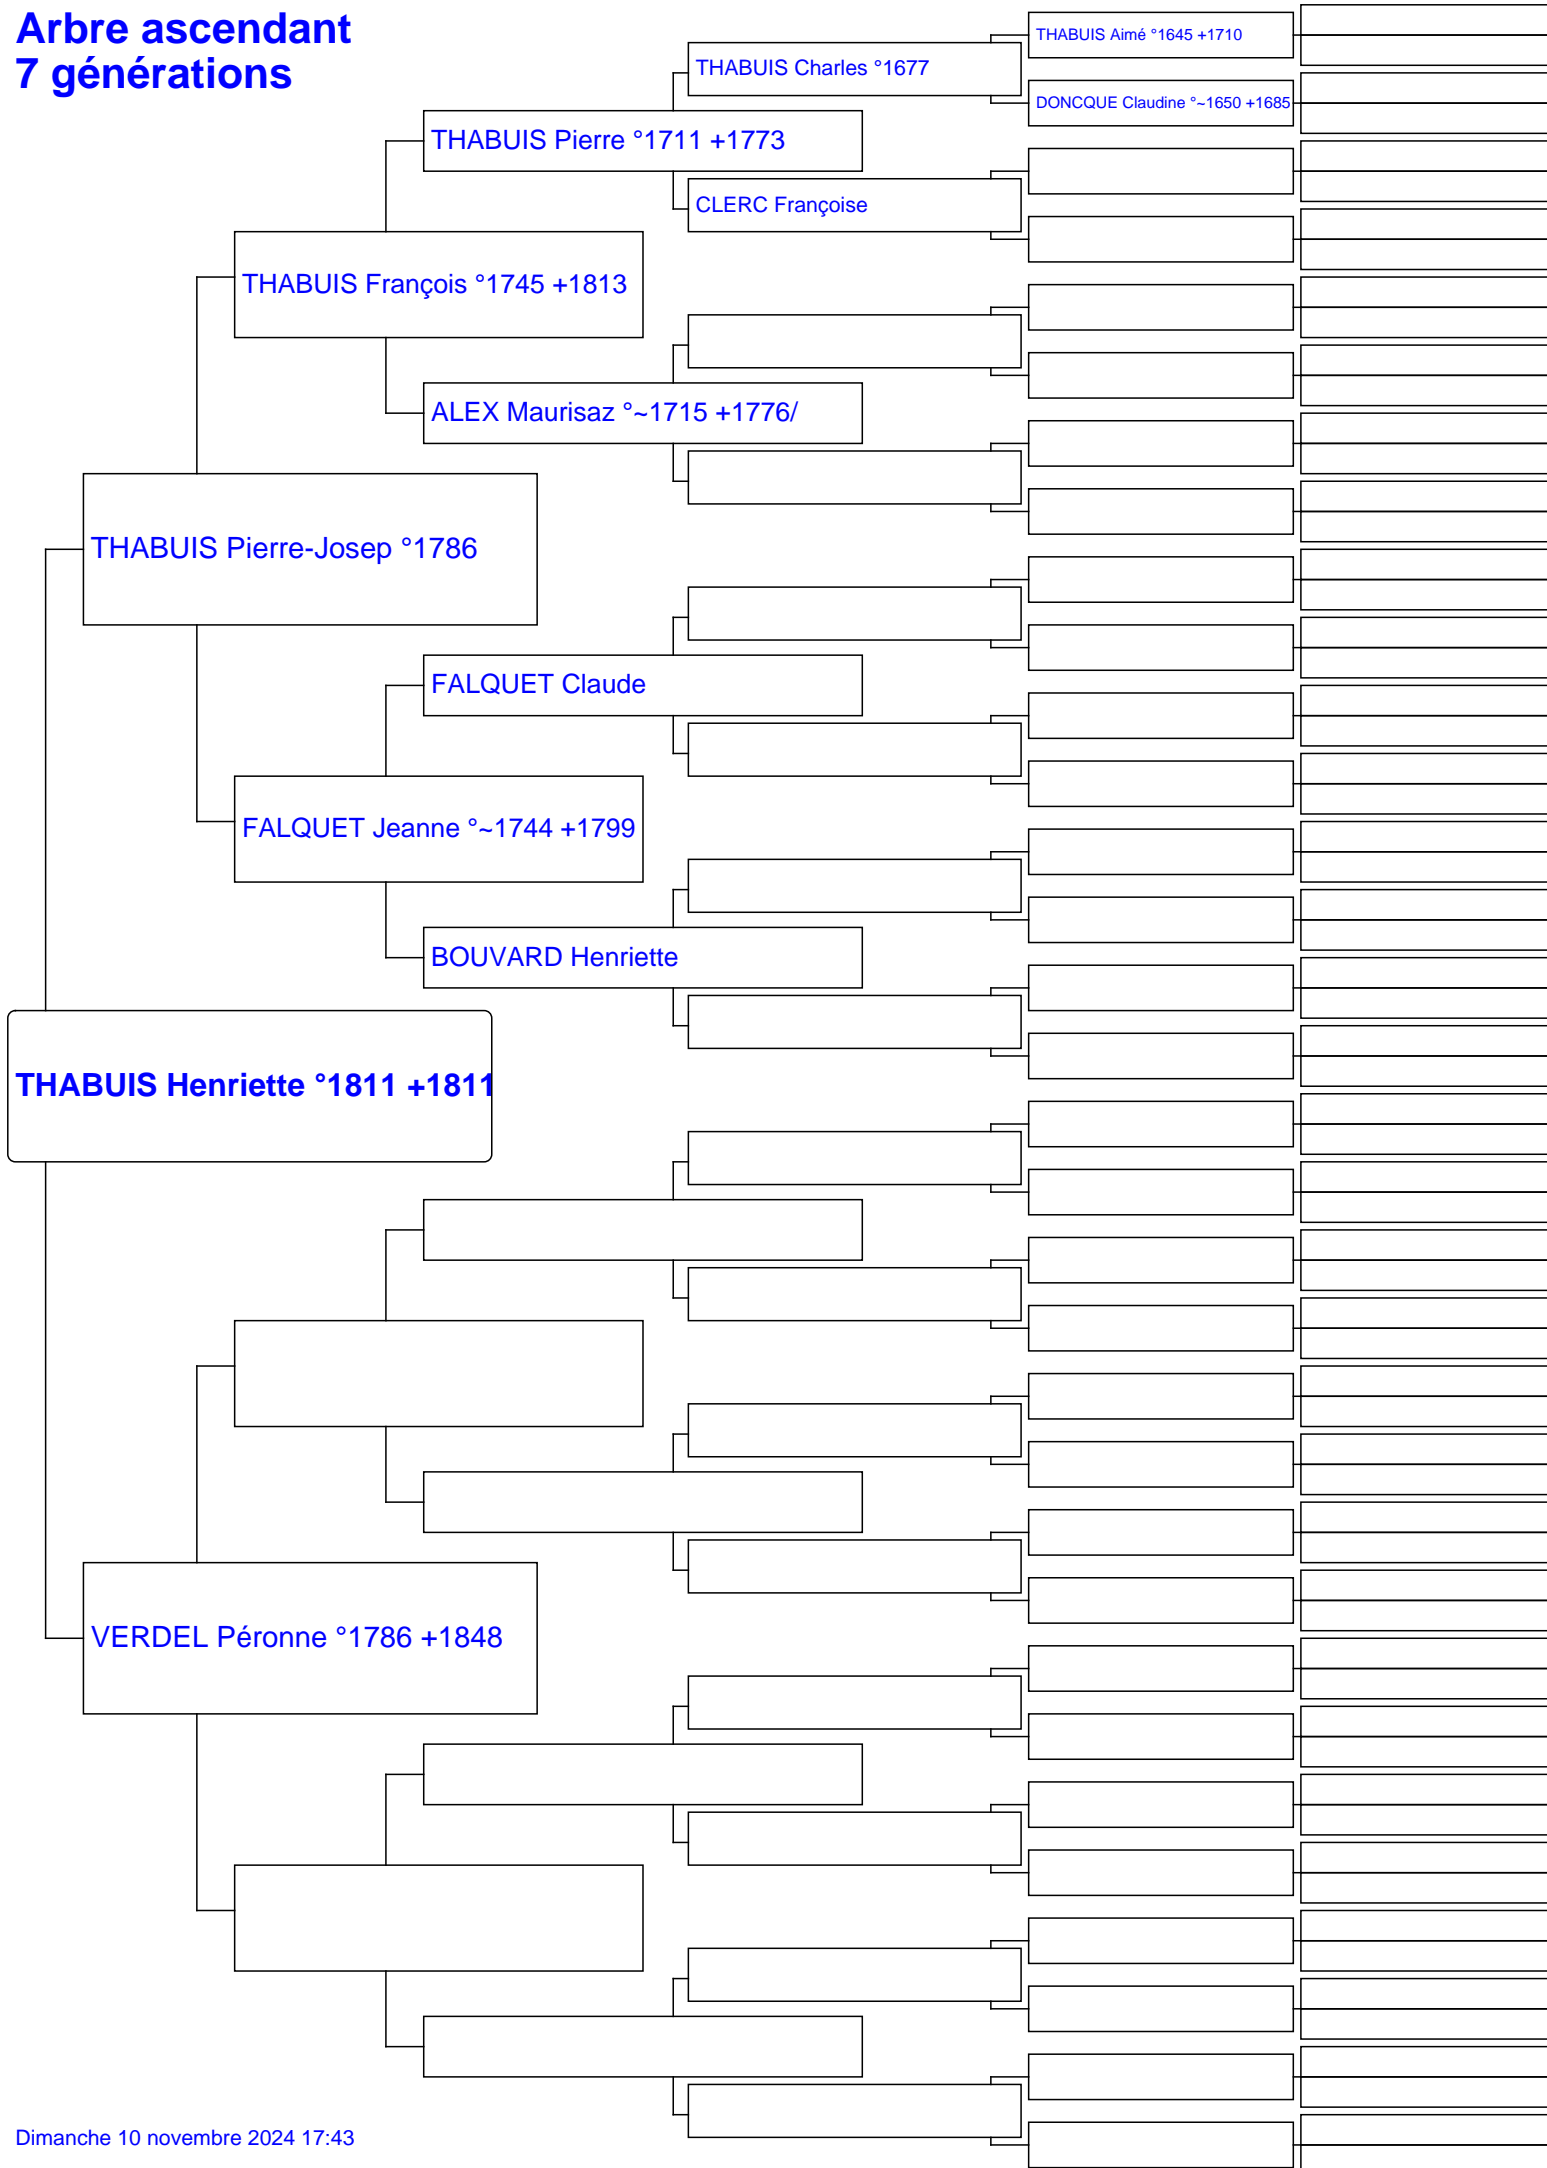 Arbre ascendant
7 générations
THABUIS Aimé °1645 +1710
THABUIS Charles °1677
DONCQUE Claudine °~1650 +1685
THABUIS Pierre °1711 +1773
CLERC Françoise
THABUIS François °1745 +1813
ALEX Maurisaz °~1715 +1776/
THABUIS Pierre-Josep °1786
FALQUET Claude
FALQUET Jeanne °~1744 +1799
BOUVARD Henriette
THABUIS Henriette °1811 +1811
VERDEL Péronne °1786 +1848
Dimanche 10 novembre 2024 17:43